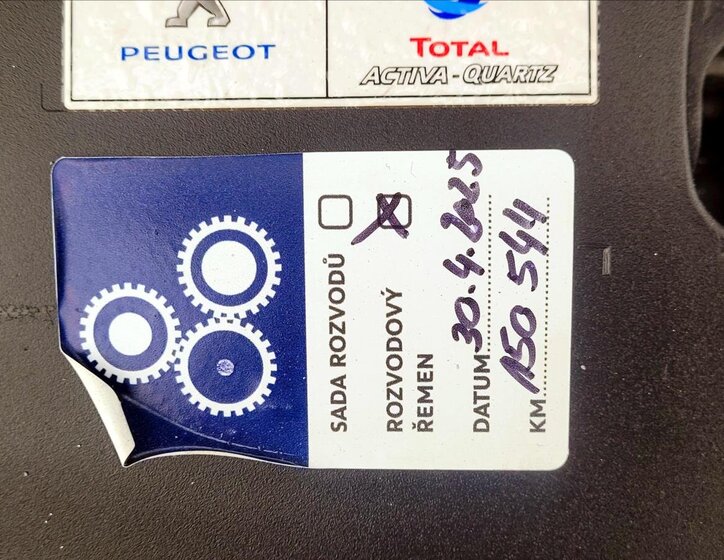 PEUGEOT
TOTAL
ACTIVA-QUARTZ
SADA ROZVODŮ
ROZVODOVÝ
ŘEMEN
DATUM 30.4.2025
KM 150 544